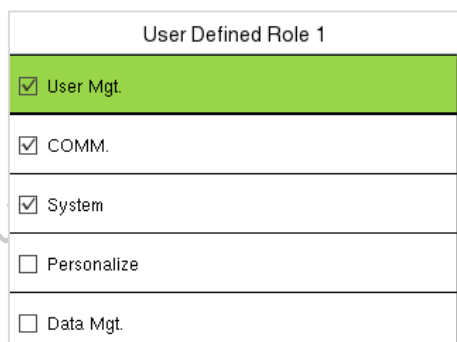 User Defined Role 1
User Mgt.
COMM.
System
Personalize
Data Mgt.